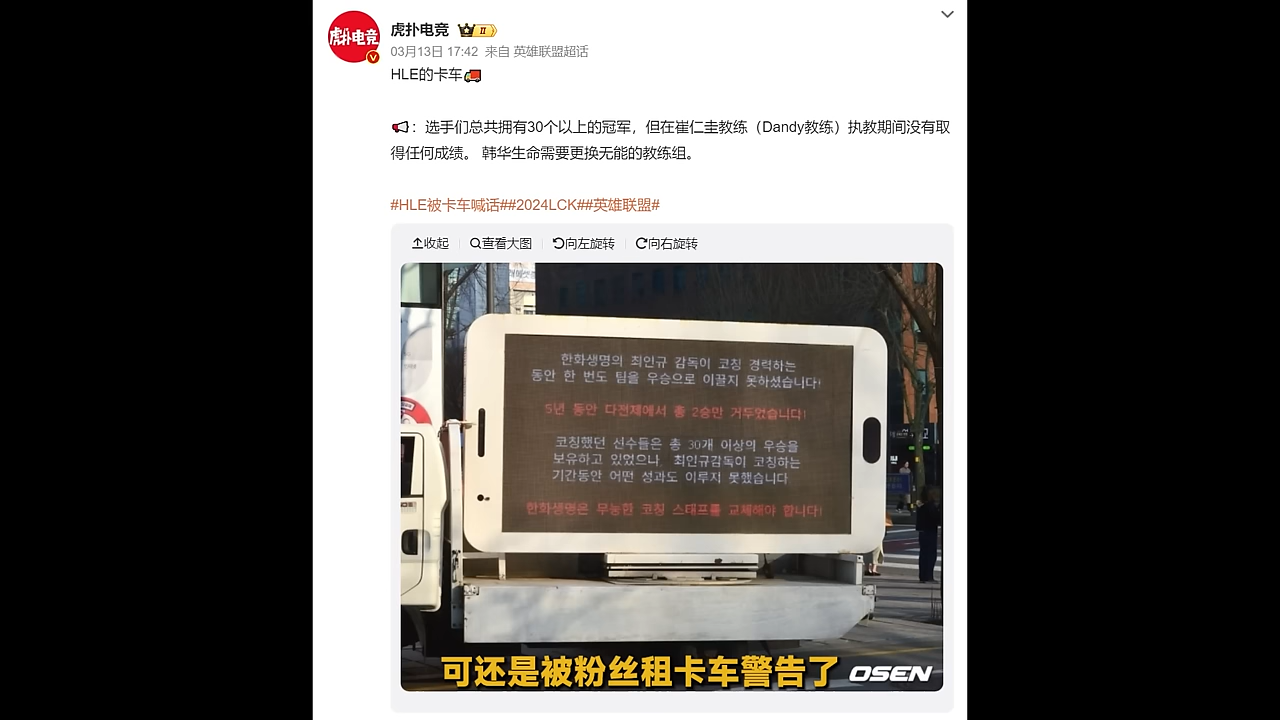 虎扑电竞
虎扑电竞
II
03月13日 17:42 来自 英雄联盟超话
HLE的卡车
：选手们总共拥有30个以上的冠军，但在崔仁圭教练（Dandy教练）执教期间没有取
得任何成绩。 韩华生命需要更换无能的教练组。
#HLE被卡车喊话##2024LCK##英雄联盟#
收起
查看大图
向左旋转
向右旋转
한화생명의 최인규 감독이 코칭 경력하는
동안 한 번도 팀을 우승으로 이끌지 못하셨습니다!
5년 동안 다전제에서 총 2승만 거두었습니다!
코칭했던 선수들은 총 30개 이상의 우승을
보유하고 있었으나, 최인규감독이 코칭하는
기간동안 어떤 성과도 이루지 못했습니다
한화생명은 무능한 코칭 스태프를 교체해야 합니다!
可还是被粉丝租卡车警告了
OSEN